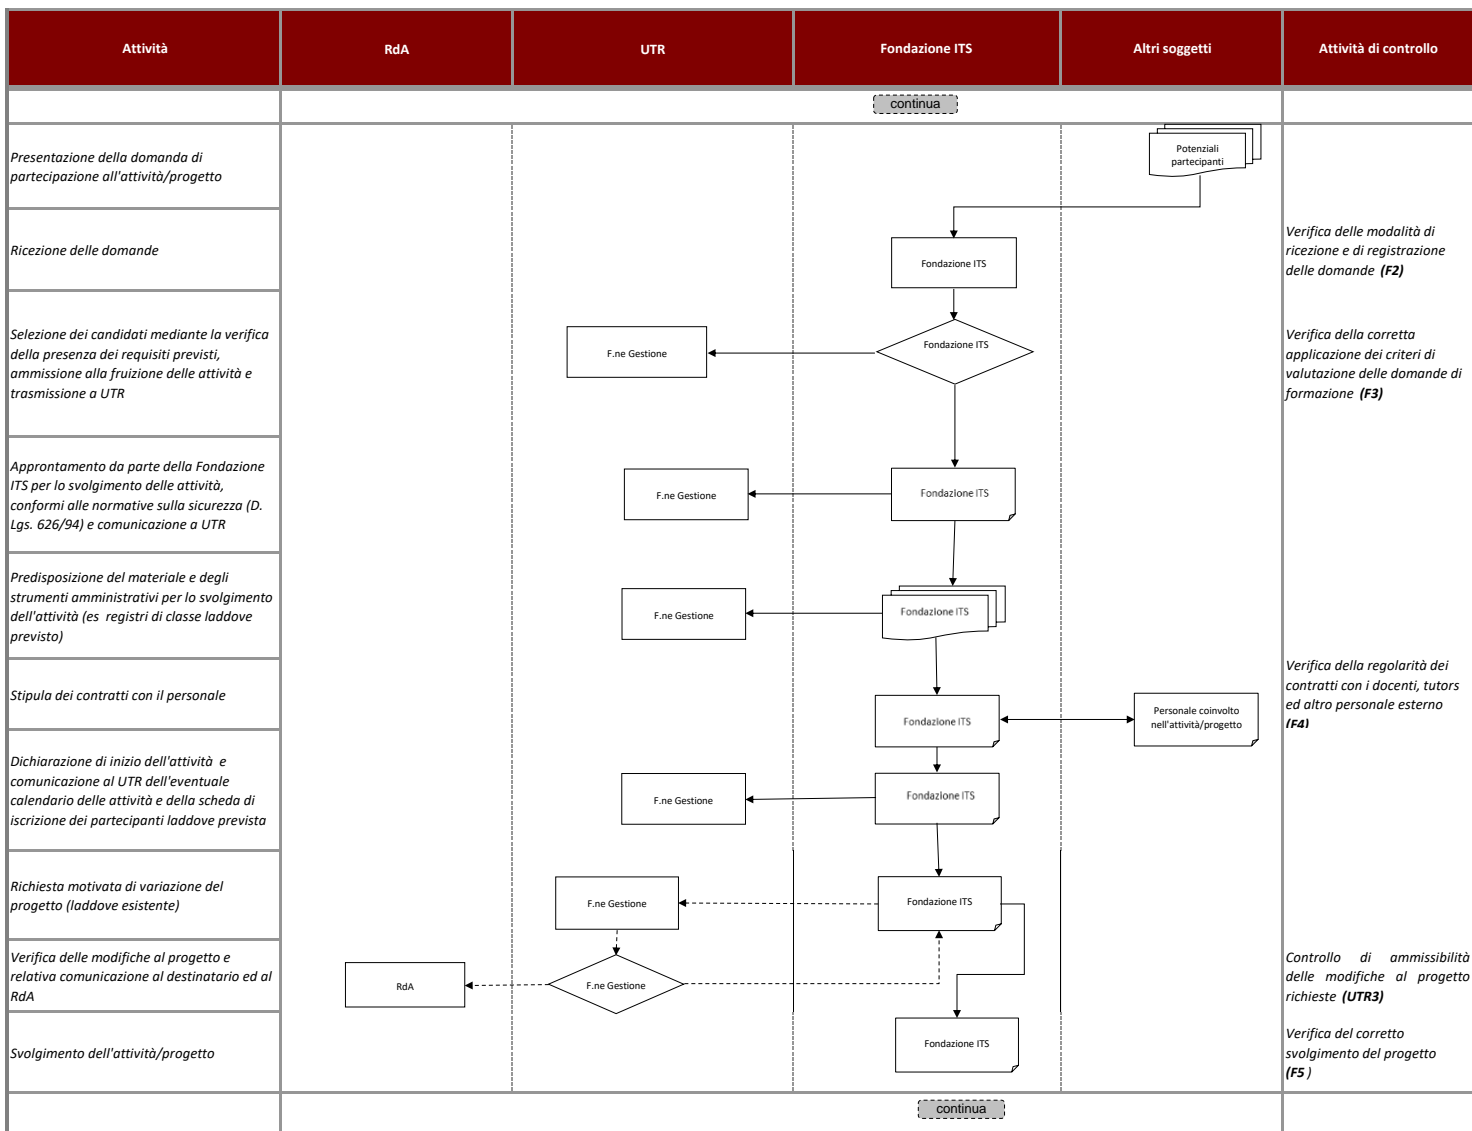 Attività
RdA
UTR
Fondazione ITS
Altri soggetti
Attività di controllo
continua
Presentazione della domanda di
partecipazione all'attività/progetto
Potenziali
partecipanti
Ricezione delle domande
Fondazione ITS
Verifica delle modalità di
ricezione e di registrazione
delle domande (F2)
Selezione dei candidati mediante la verifica
della presenza dei requisiti previsti,
ammissione alla fruizione delle attività e
trasmissione a UTR
F.ne Gestione
Fondazione ITS
Verifica della corretta
applicazione dei criteri di
valutazione delle domande di
formazione (F3)
Approntamento da parte della Fondazione
ITS per lo svolgimento delle attività,
conformi alle normative sulla sicurezza (D.
Lgs. 626/94) e comunicazione a UTR
F.ne Gestione
Fondazione ITS
Predisposizione del materiale e degli
strumenti amministrativi per lo svolgimento
dell'attività (es registri di classe laddove
previsto)
F.ne Gestione
Fondazione ITS
Stipula dei contratti con il personale
Fondazione ITS
Personale coinvolto
nell'attività/progetto
Verifica della regolarità dei
contratti con i docenti, tutors
ed altro personale esterno
(F4)
Dichiarazione di inizio dell'attività e
comunicazione al UTR dell'eventuale
calendario delle attività e della scheda di
iscrizione dei partecipanti laddove prevista
F.ne Gestione
Fondazione ITS
Richiesta motivata di variazione del
progetto (laddove esistente)
F.ne Gestione
Fondazione ITS
Verifica delle modifiche al progetto e
relativa comunicazione al destinatario ed al
RdA
RdA
F.ne Gestione
Controllo di ammissibilità
delle modifiche al progetto
richieste (UTR3)
Svolgimento dell'attività/progetto
Fondazione ITS
Verifica del corretto
svolgimento del progetto
(F5 )
continua